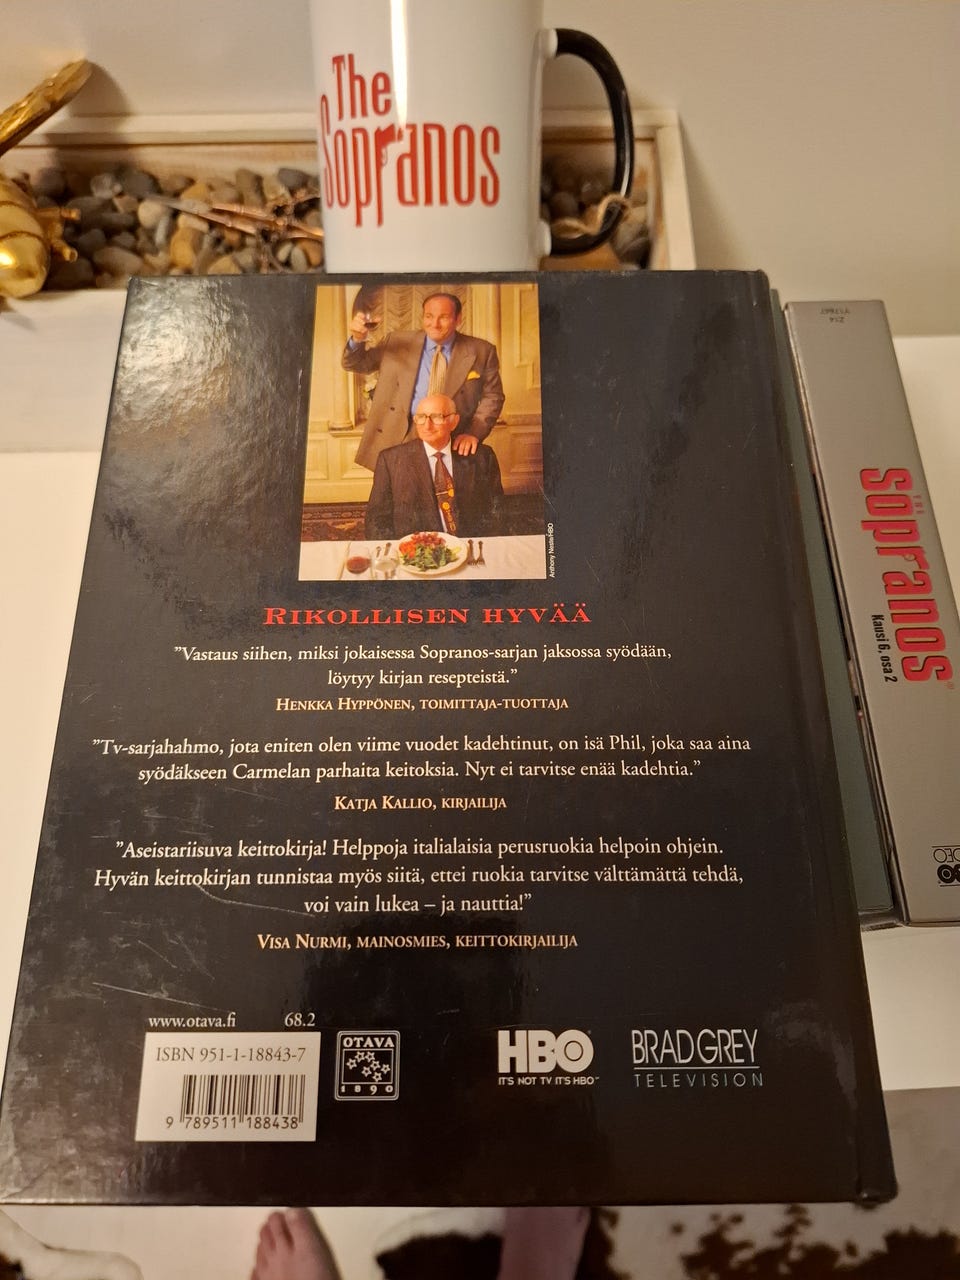 The
Sopranos
Anthony Neste/HBO
RIKOLLISEN HYVÄÄ
”Vastaus siihen, miksi jokaisessa Sopranos-sarjan jaksossa syödään,
löytyy kirjan resepteistä.”
HENKKA HYPPÖNEN, TOIMITTAJA-TUOTTAJA
”Tv-sarjahahmo, jota eniten olen viime vuodet kadehtinut, on isä Phil, joka saa aina
syödäkseen Carmelan parhaita keitoksia. Nyt ei tarvitse enää kadehtia.”
KATJA KALLIO, KIRJAILIJA
”Aseistariisuva keittokirja! Helppoja italialaisia perusruokia helpoin ohjein.
Hyvän keittokirjan tunnistaa myös siitä, ettei ruokia tarvitse välttämättä tehdä,
voi vain lukea – ja nauttia!”
VISA NURMI, MAINOSMIES, KEITTOKIRJAILIJA
www.otava.fi 68.2
ISBN 951-1-18843-7
9 789511 188438
OTAVA
1890
HBO
IT'S NOT TV. IT'S HBO.
BRAD GREY
TELEVISION
Z14
Y17667
THE
Sopranos
Kausi 6, osa 2